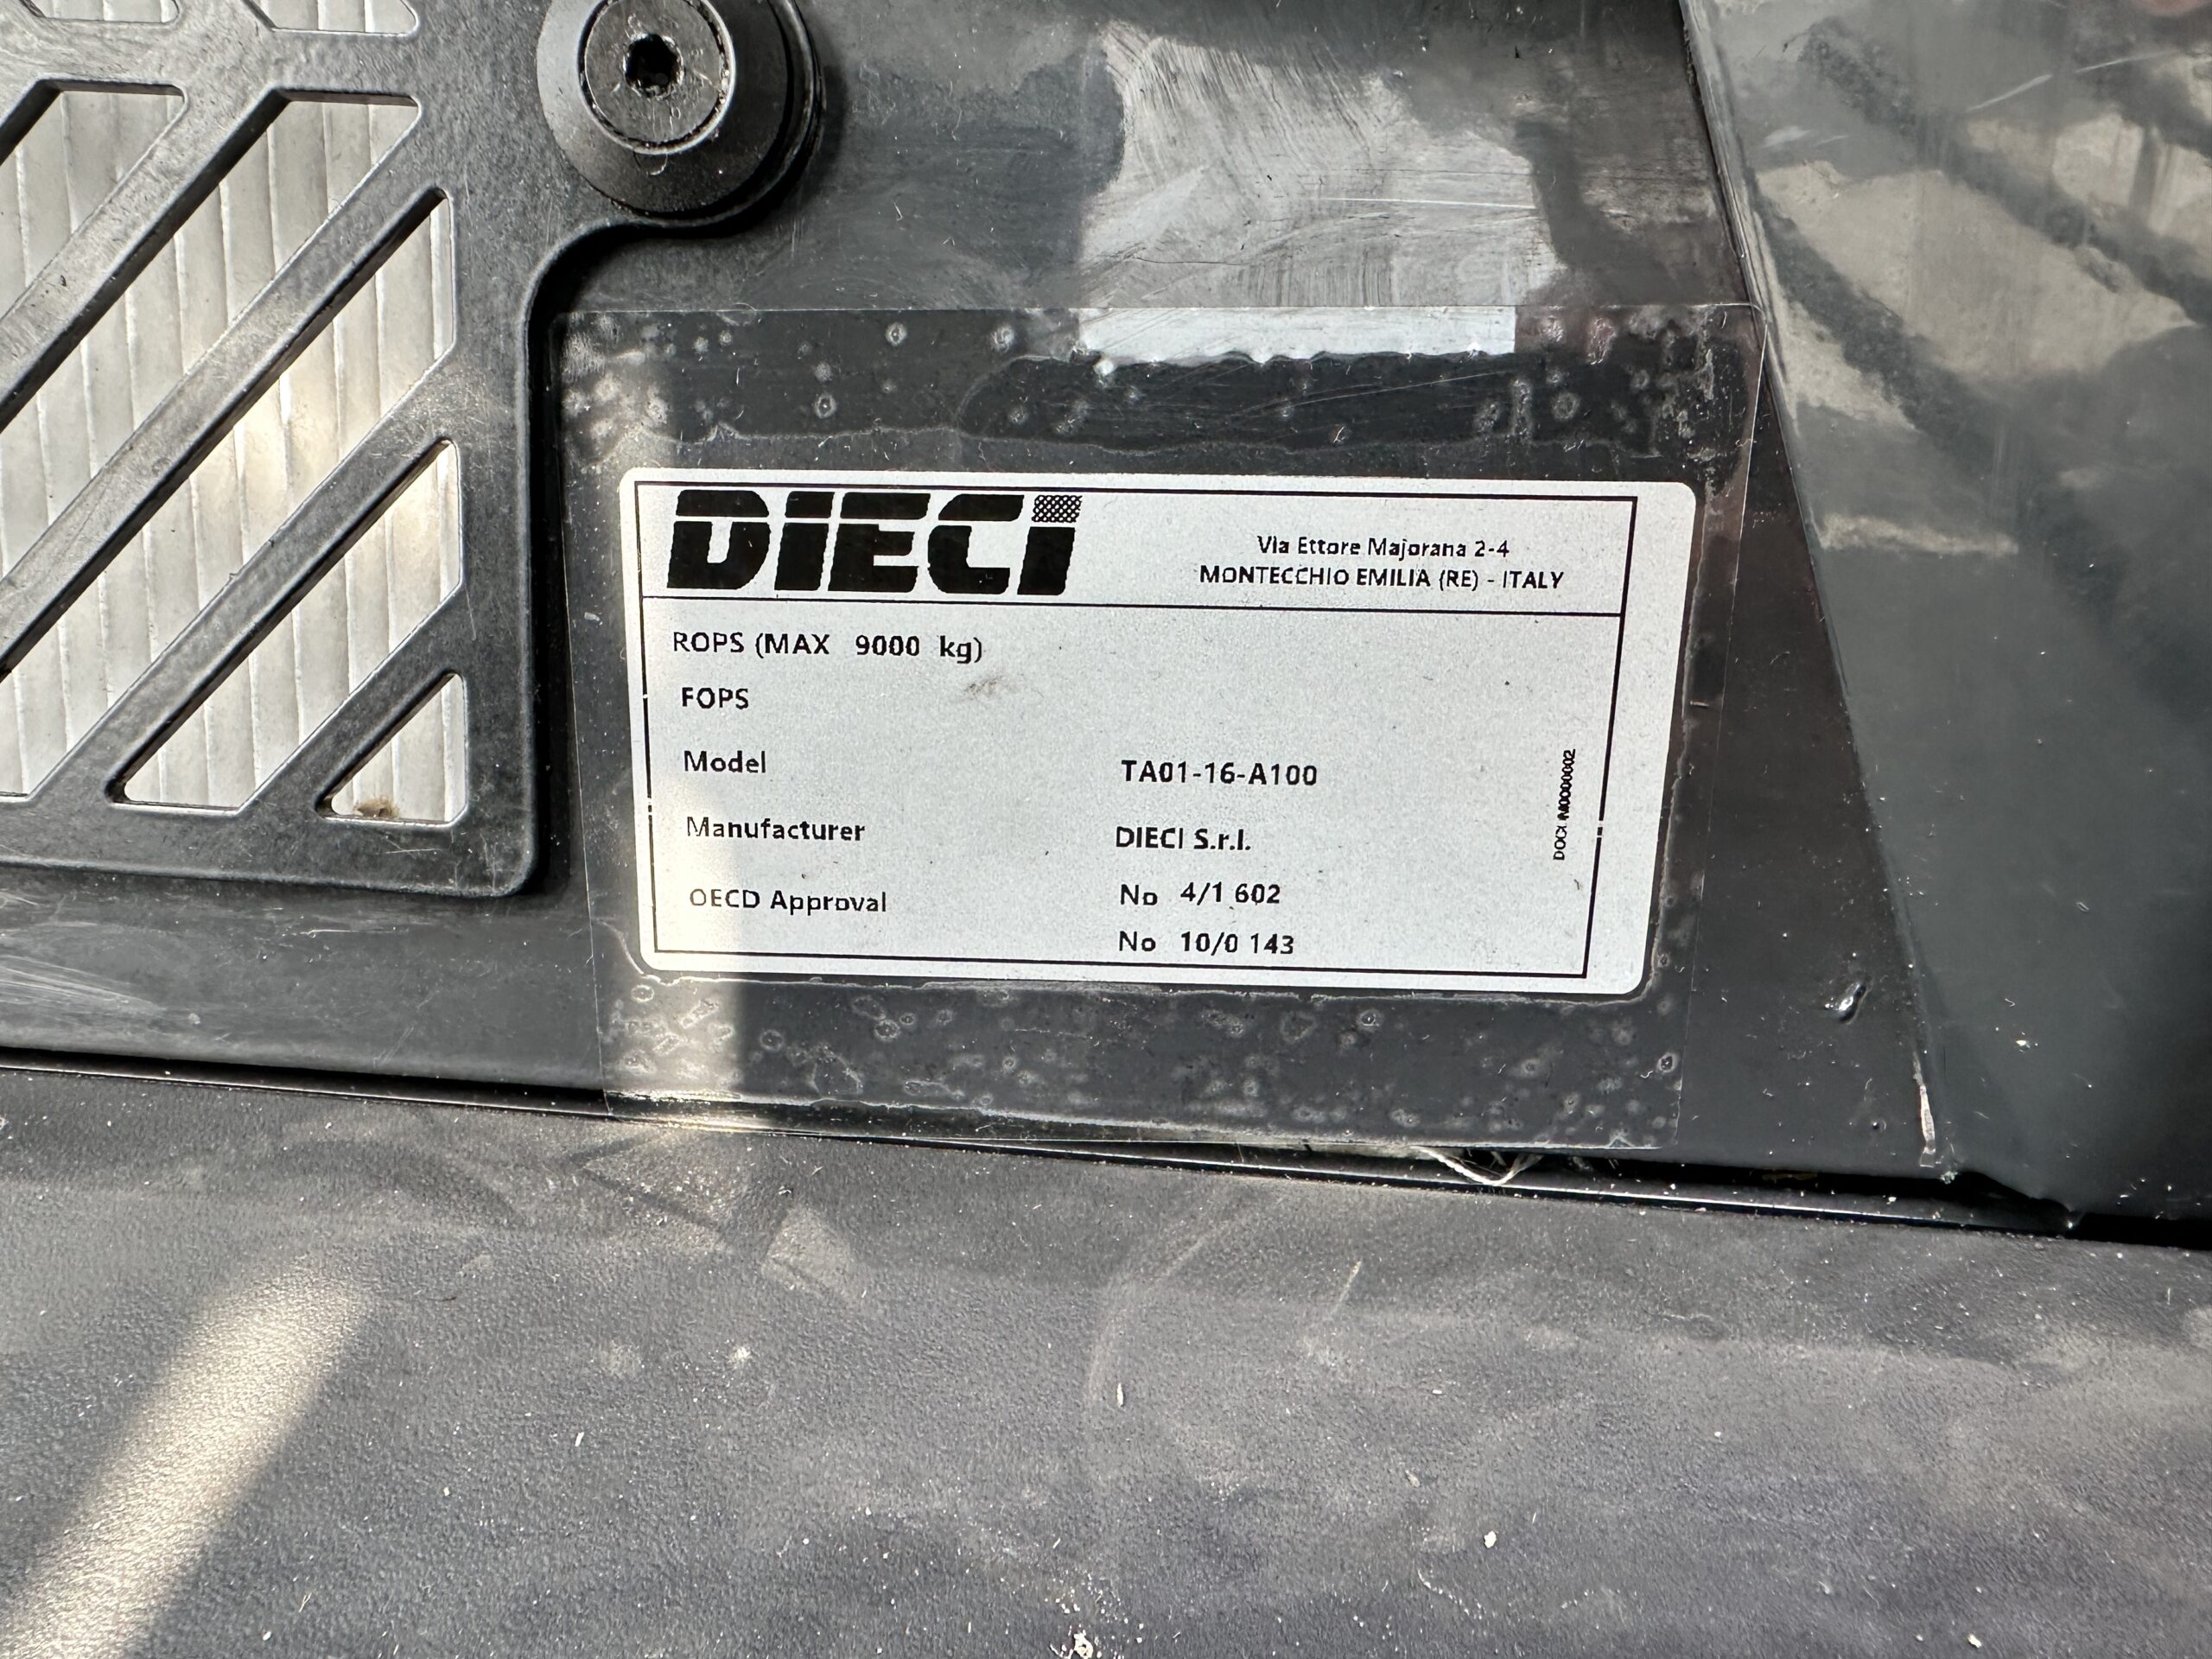 DIECI
Via Ettore Majorana 2-4
MONTECCHIO EMILIA (RE) - ITALY
ROPS (MAX 9000 kg)
FOPS
Model TA01-16-A100
Manufacturer DIECI S.r.l.
OECD Approval No 4/1 602
No 10/0 143